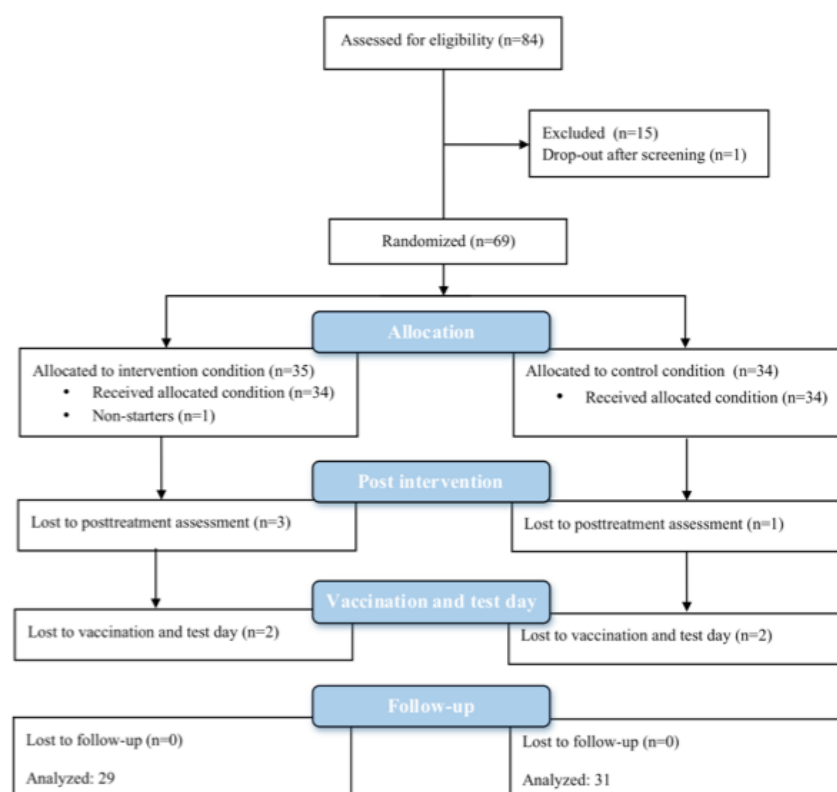 Assessed for eligibility (n=84)
Excluded (n=15)
Drop-out after screening (n=1)
Randomized (n=69)
Allocation
Allocated to intervention condition (n=35)
• Received allocated condition (n=34)
• Non-starters (n=1)
Allocated to control condition (n=34)
• Received allocated condition (n=34)
Post intervention
Lost to posttreatment assessment (n=3)
Lost to posttreatment assessment (n=1)
Vaccination and test day
Lost to vaccination and test day (n=2)
Lost to vaccination and test day (n=2)
Follow-up
Lost to follow-up (n=0)
Analyzed: 29
Lost to follow-up (n=0)
Analyzed: 31